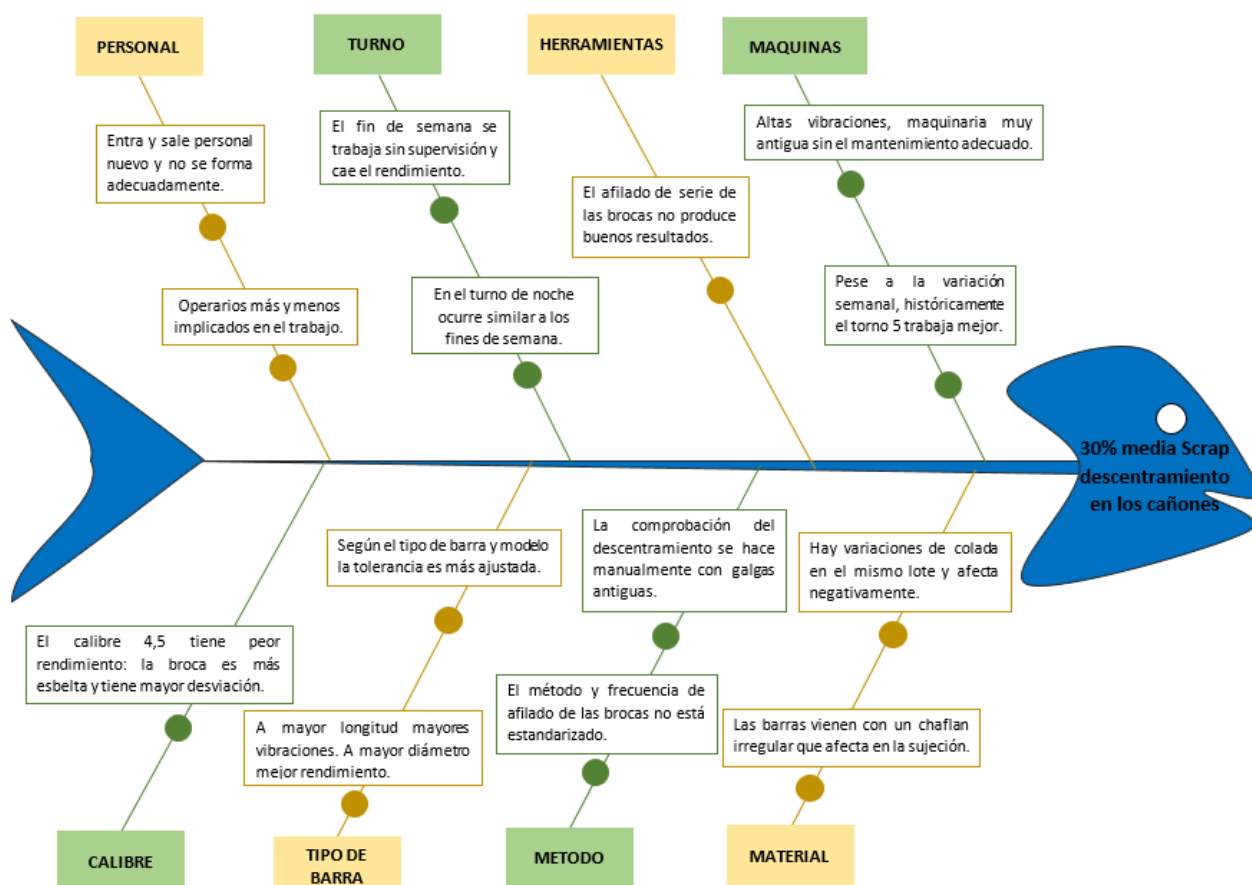 PERSONAL
TURNO
HERRAMIENTAS
MAQUINAS
Entra y sale personal
nuevo y no se forma
adecuadamente.
El fin de semana se
trabaja sin supervisión y
cae el rendimiento.
El afilado de serie de
las brocas no produce
buenos resultados.
Altas vibraciones, maquinaria muy
antigua sin el mantenimiento adecuado.
Operarios más y menos
implicados en el trabajo.
En el turno de noche
ocurre similar a los
fines de semana.
Pese a la variación
semanal, históricamente
el torno 5 trabaja mejor.
30% media Scrap
descentramiento
en los cañones
El calibre 4,5 tiene peor
rendimiento: la broca es más
esbelta y tiene mayor desviación.
Según el tipo de barra y modelo
la tolerancia es más ajustada.
La comprobación del
descentramiento se hace
manualmente con galgas
antiguas.
Hay variaciones de colada
en el mismo lote y afecta
negativamente.
A mayor longitud mayores
vibraciones. A mayor diámetro
mejor rendimiento.
El método y frecuencia de
afilado de las brocas no está
estandarizado.
Las barras vienen con un chaflan
irregular que afecta en la sujeción.
CALIBRE
TIPO DE
BARRA
METODO
MATERIAL